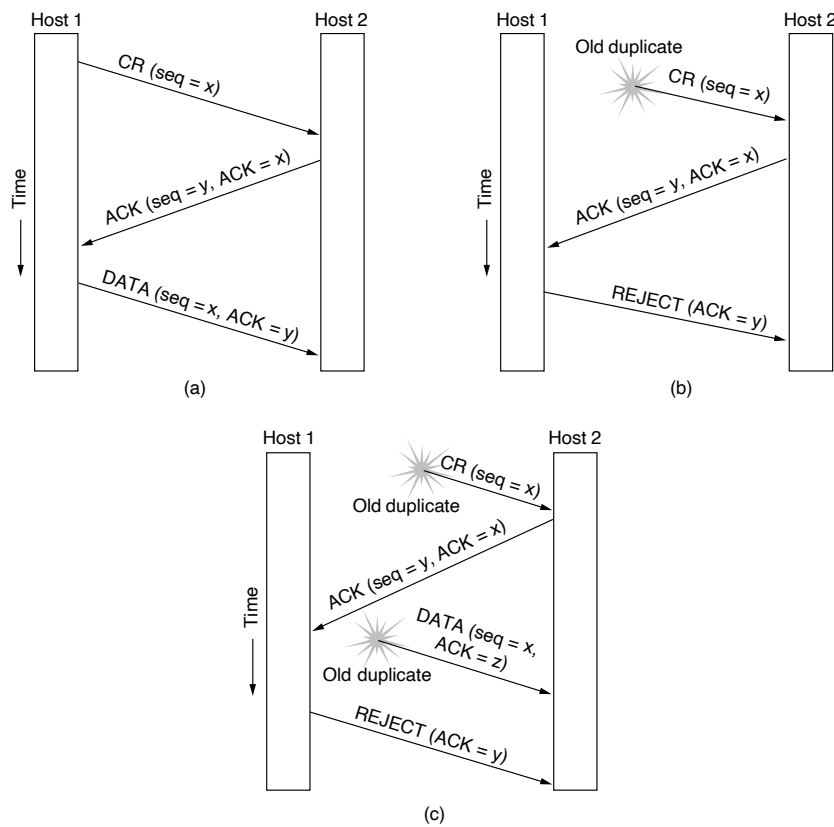 Host 1
Host 2
CR (seq = x)
ACK (seq = y, ACK = x)
DATA (seq = x, ACK = y)
Time
(a)
Host 1
Host 2
Old duplicate
CR (seq = x)
ACK (seq = y, ACK = x)
REJECT (ACK = y)
Time
(b)
Host 1
Host 2
CR (seq = x)
Old duplicate
ACK (seq = y, ACK = x)
DATA (seq = x,
ACK = z)
Old duplicate
REJECT (ACK = y)
Time
(c)